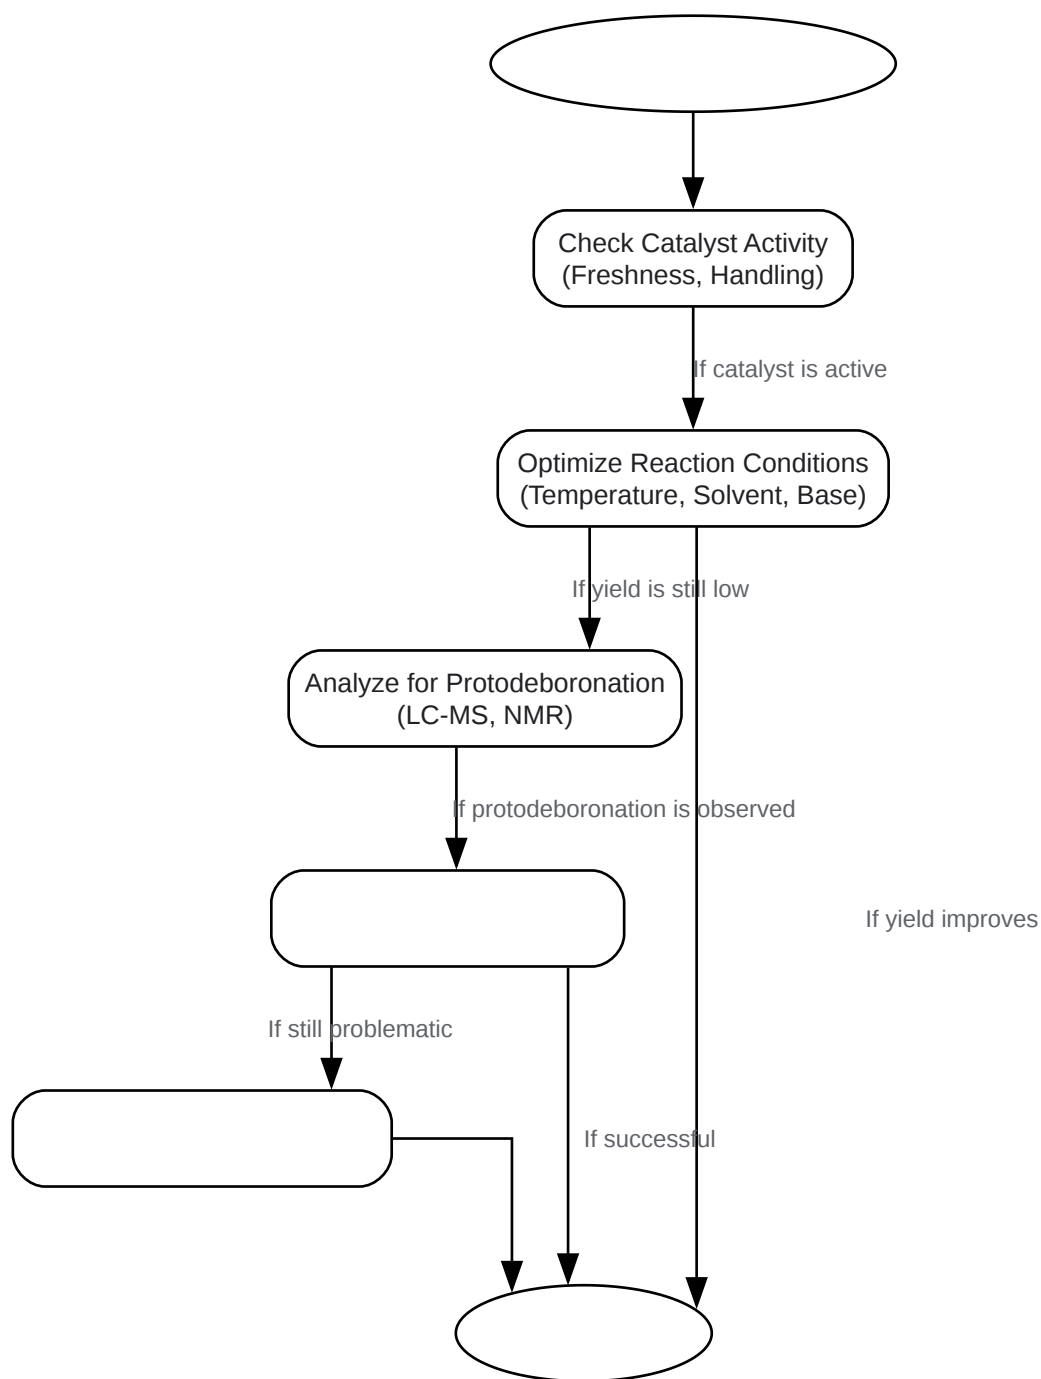 Check Catalyst Activity
(Freshness, Handling)
If catalyst is active
Optimize Reaction Conditions
(Temperature, Solvent, Base)
If yield is still low
Analyze for Protodeboronation
(LC-MS, NMR)
If protodeboronation is observed
If yield improves
If still problematic
If successful